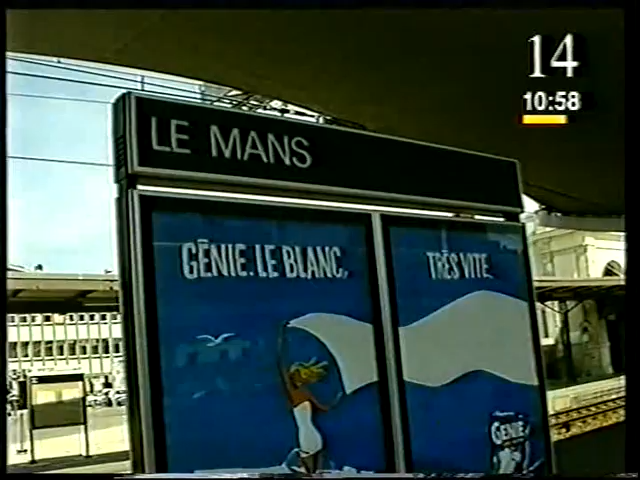 14
10:58
LE MANS
GÉNIE. LE BLANC,
TRÈS VITE.
GENIE